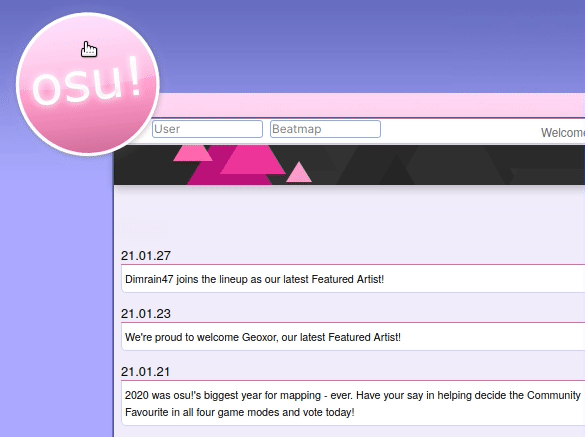 osu!
User Beatmap Welcome
21.01.27
Dimrain47 joins the lineup as our latest Featured Artist!
21.01.23
We're proud to welcome Geoxor, our latest Featured Artist!
21.01.21
2020 was osu!'s biggest year for mapping - ever. Have your say in helping decide the Community
Favourite in all four game modes and vote today!